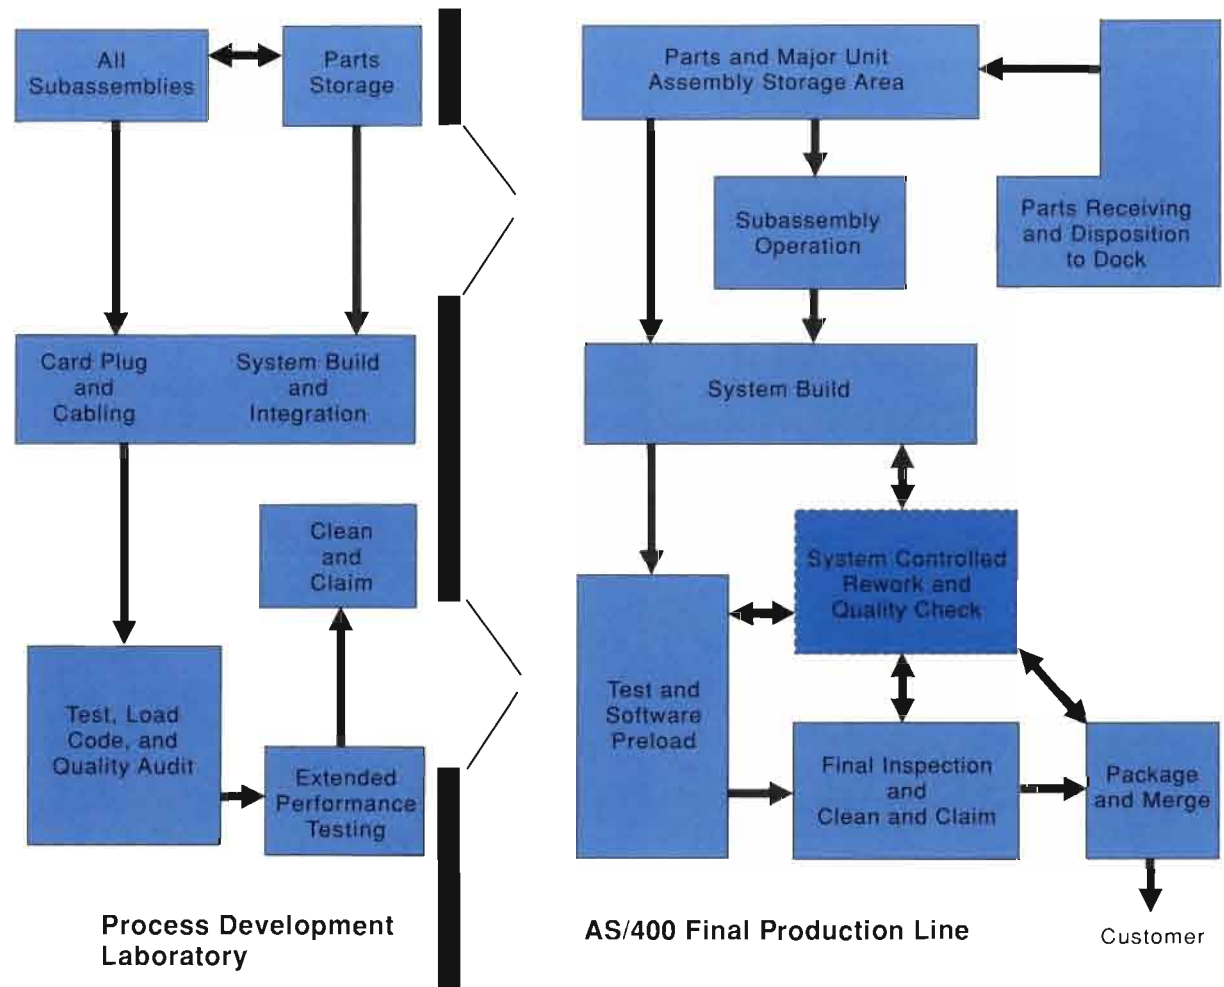 All
Subassemblies
Parts
Storage
Card Plug
and
Cabling
System Build
and
Integration
Clean
and
Claim
Test, Load
Code, and
Quality Audit
Extended
Performance
Testing
Process Development
Laboratory
Parts and Major Unit
Assembly Storage Area
Subassembly
Operation
Parts Receiving
and Disposition
to Dock
System Build
System Controlled
Rework and
Quality Check
Test and
Software
Preload
Final Inspection
and
Clean and Claim
Package
and Merge
AS/400 Final Production Line
Customer